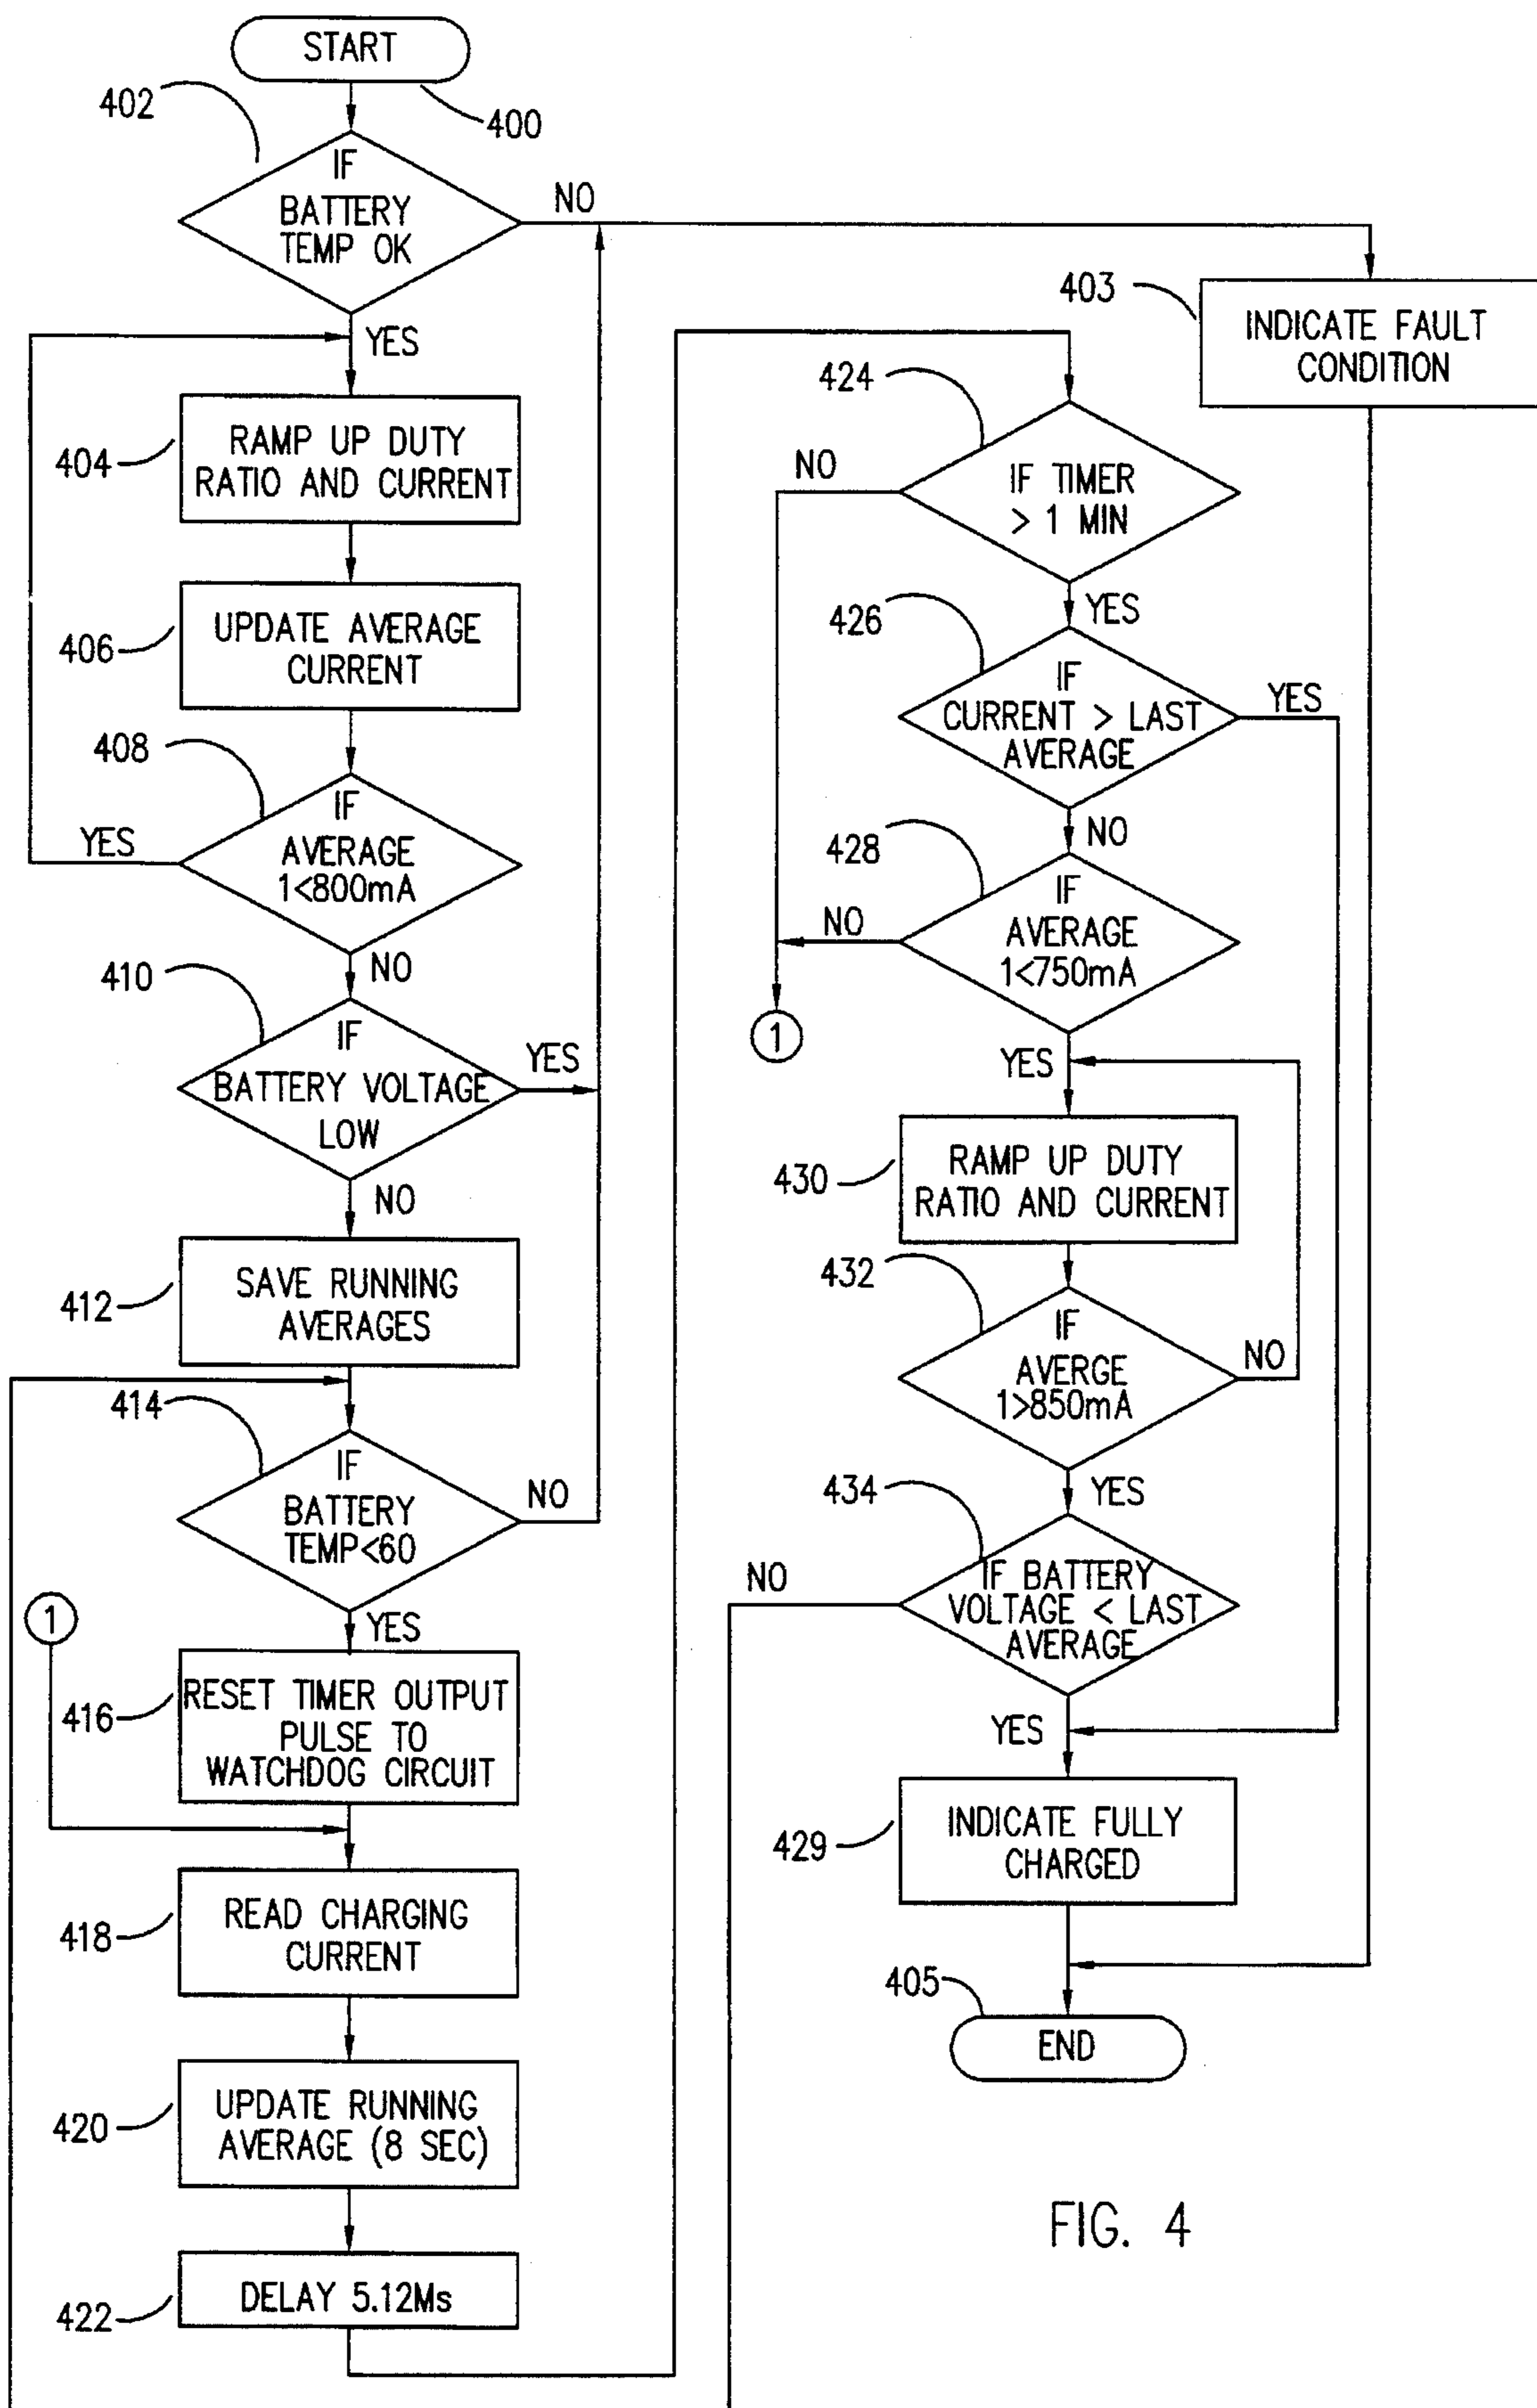 START
400
402
IF
BATTERY
TEMP OK
NO
YES
404
RAMP UP DUTY
RATIO AND CURRENT
406
UPDATE AVERAGE
CURRENT
408
IF
AVERAGE
1<800mA
YES
NO
410
IF
BATTERY VOLTAGE
LOW
YES
NO
412
SAVE RUNNING
AVERAGES
414
IF
BATTERY
TEMP<60
NO
YES
1
416
RESET TIMER OUTPUT
PULSE TO
WATCHDOG CIRCUIT
418
READ CHARGING
CURRENT
420
UPDATE RUNNING
AVERAGE (8 SEC)
422
DELAY 5.12Ms
403
INDICATE FAULT
CONDITION
424
IF TIMER
> 1 MIN
NO
YES
426
IF
CURRENT > LAST
AVERAGE
YES
NO
428
IF
AVERAGE
1<750mA
NO
1
YES
430
RAMP UP DUTY
RATIO AND CURRENT
432
IF
AVERGE
1>850mA
NO
YES
434
IF BATTERY
VOLTAGE < LAST
AVERAGE
NO
YES
429
INDICATE FULLY
CHARGED
405
END
FIG. 4